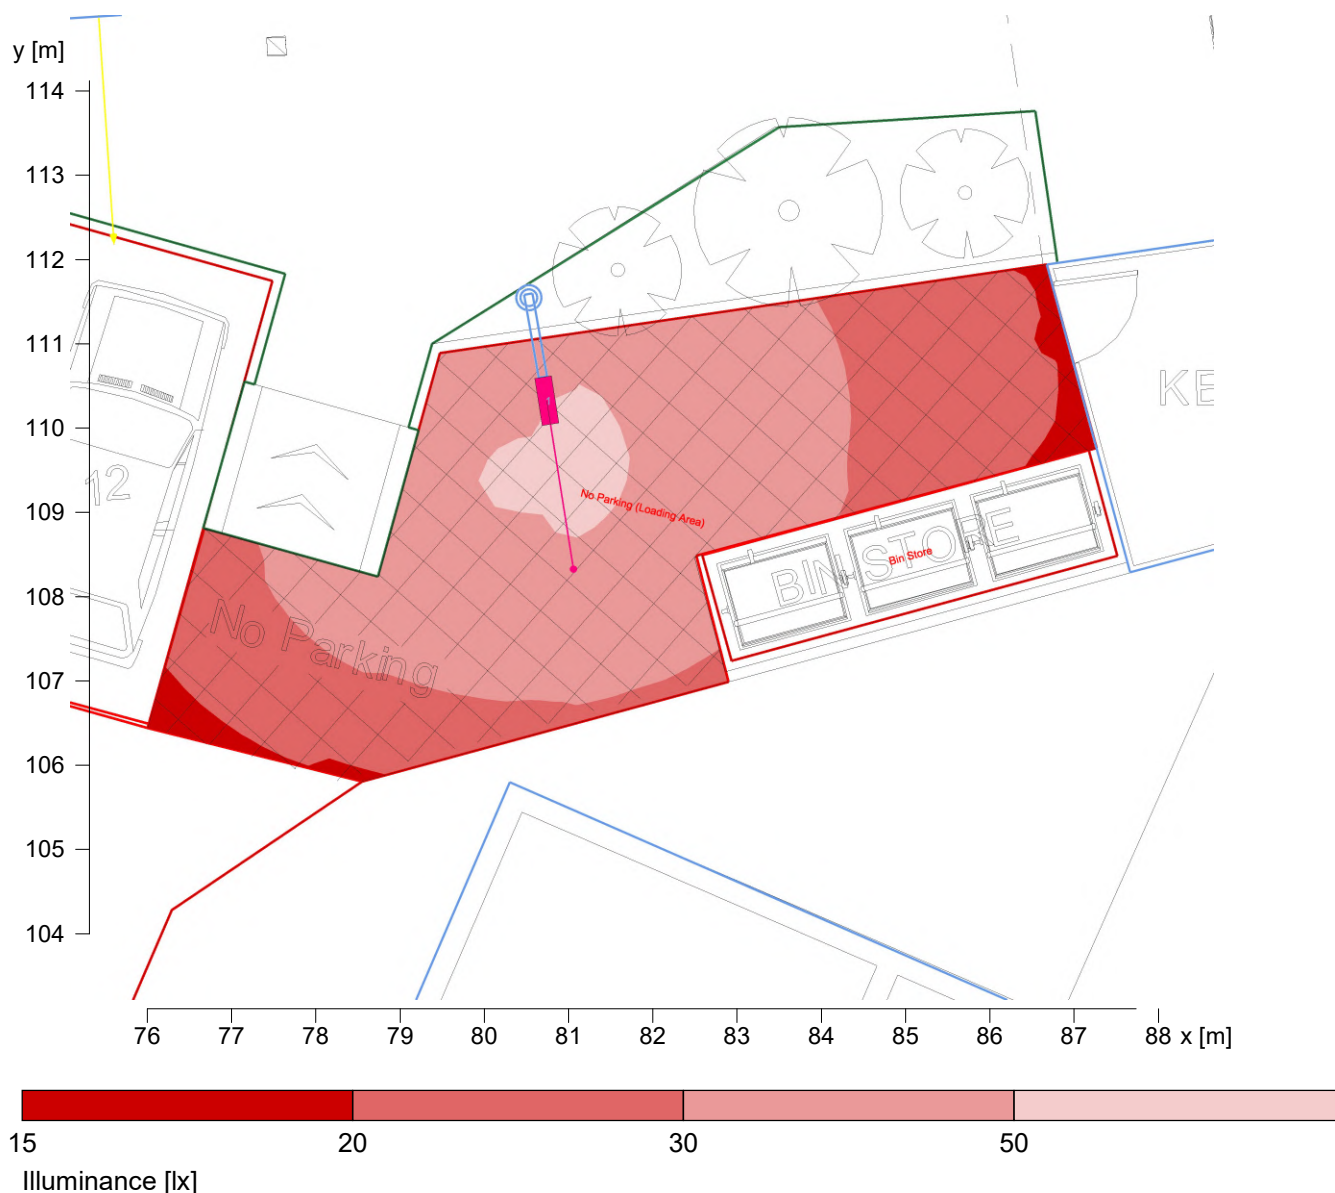 y [m]
114
113
112
111
110
109
108
107
106
105
104
12
1
KE
No Parking (Loading Area)
BIN STORE
Bin Store
No Parking
76 77 78 79 80 81 82 83 84 85 86 87 88 x [m]
15 20 30 50
Illuminance [lx]